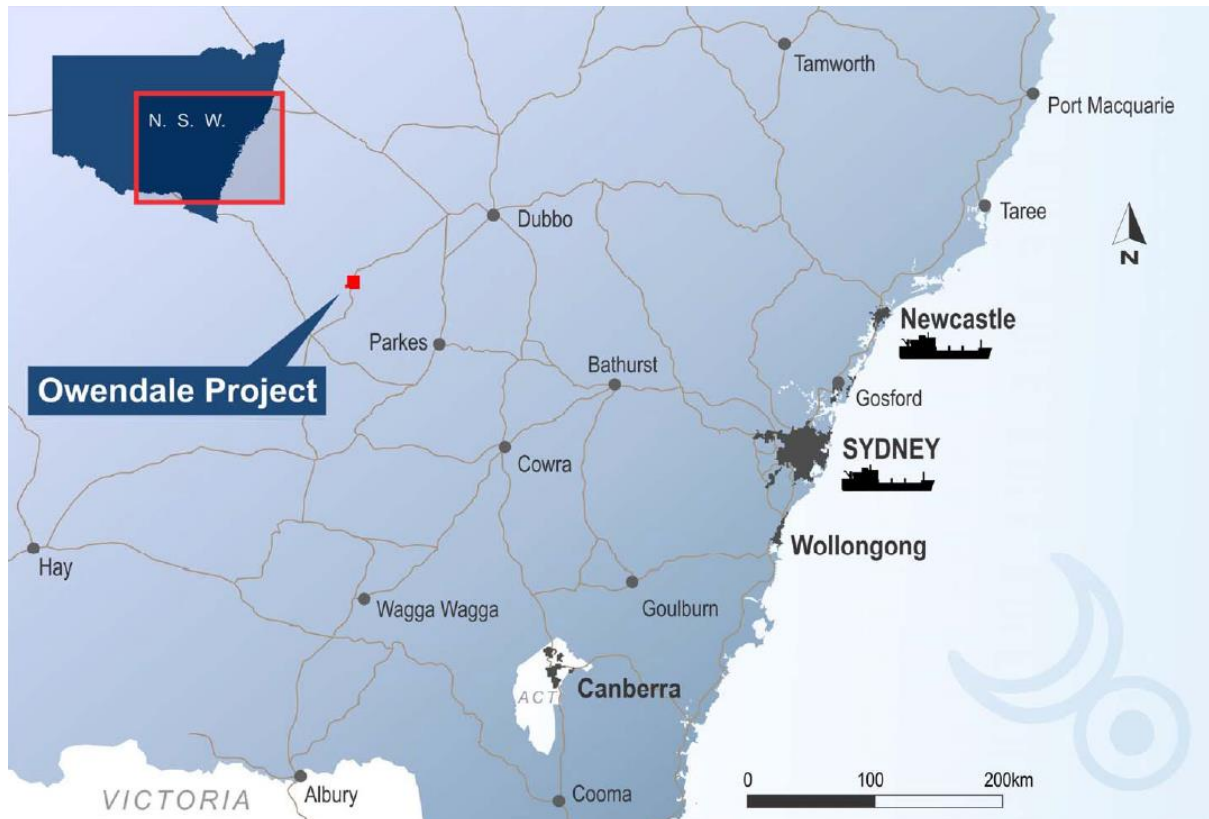 Tamworth
Port Macquarie
N. S. W.
Taree
Dubbo
N
Newcastle
Parkes
Bathurst
Owendale Project
Gosford
SYDNEY
Cowra
Wollongong
Hay
Wagga Wagga
Goulburn
Canberra
ACT
0 100 200km
VICTORIA
Albury
Cooma